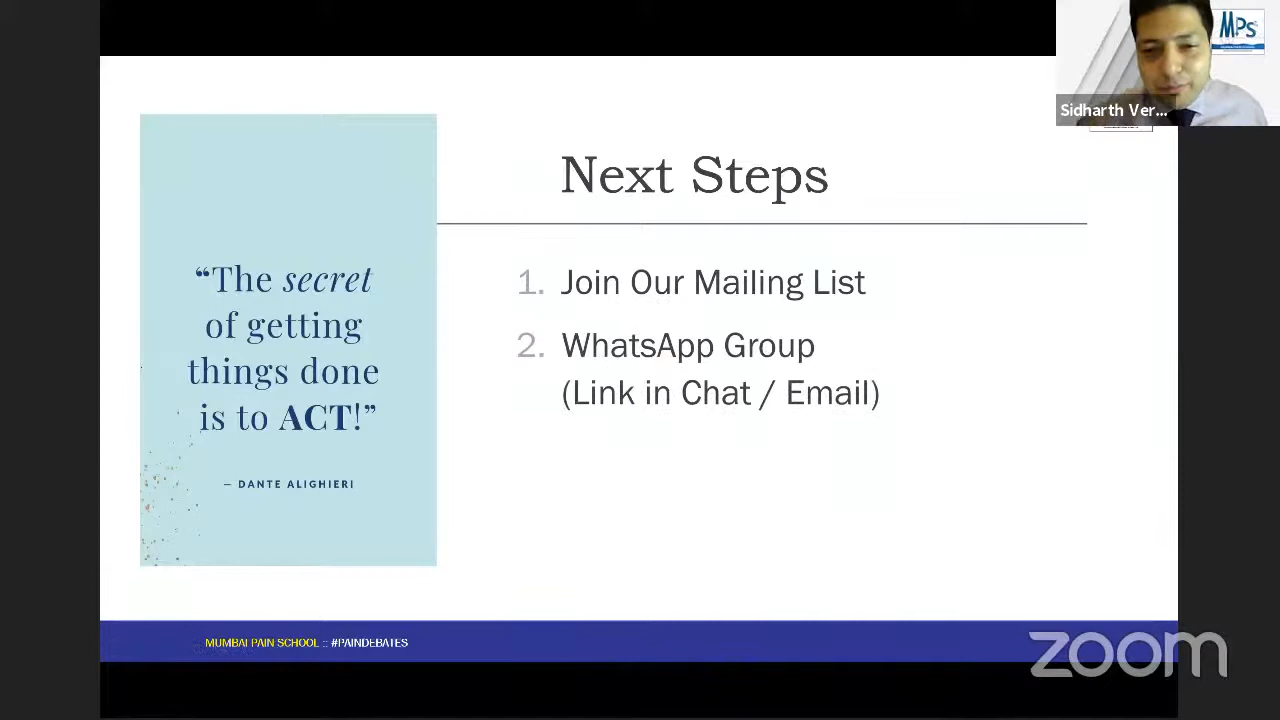 MPS
Sidharth Ver...
Next Steps
“The secret
of getting
things done
is to ACT!”
– DANTE ALIGHIERI
1. Join Our Mailing List
2. WhatsApp Group
(Link in Chat / Email)
MUMBAI PAIN SCHOOL :: #PAINDEBATES
zoom